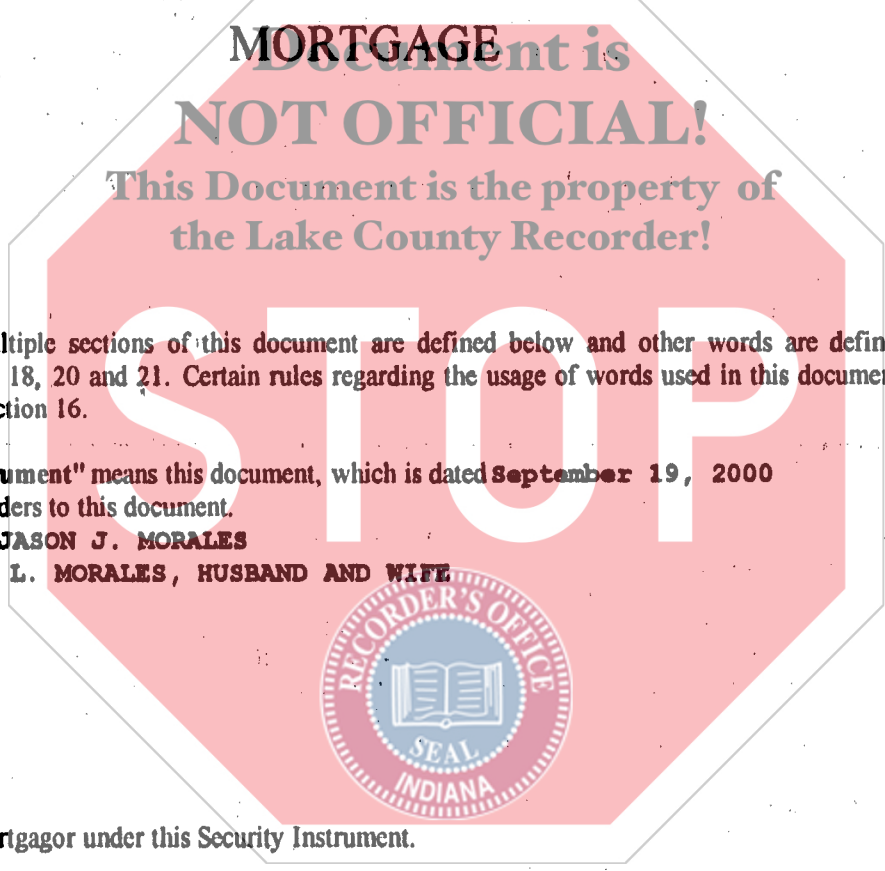 MORTGAGE
Document is
NOT OFFICIAL!
This Document is the property of
the Lake County Recorder!
STOP
ltiple sections of this document are defined below and other words are defin
18, 20 and 21. Certain rules regarding the usage of words used in this documen
ction 16.
ument" means this document, which is dated September 19, 2000
ders to this document.
JASON J. MORALES
L. MORALES, HUSBAND AND WIFE
RECORDER'S OFFICE
SEAL
INDIANA
rtgagor under this Security Instrument.